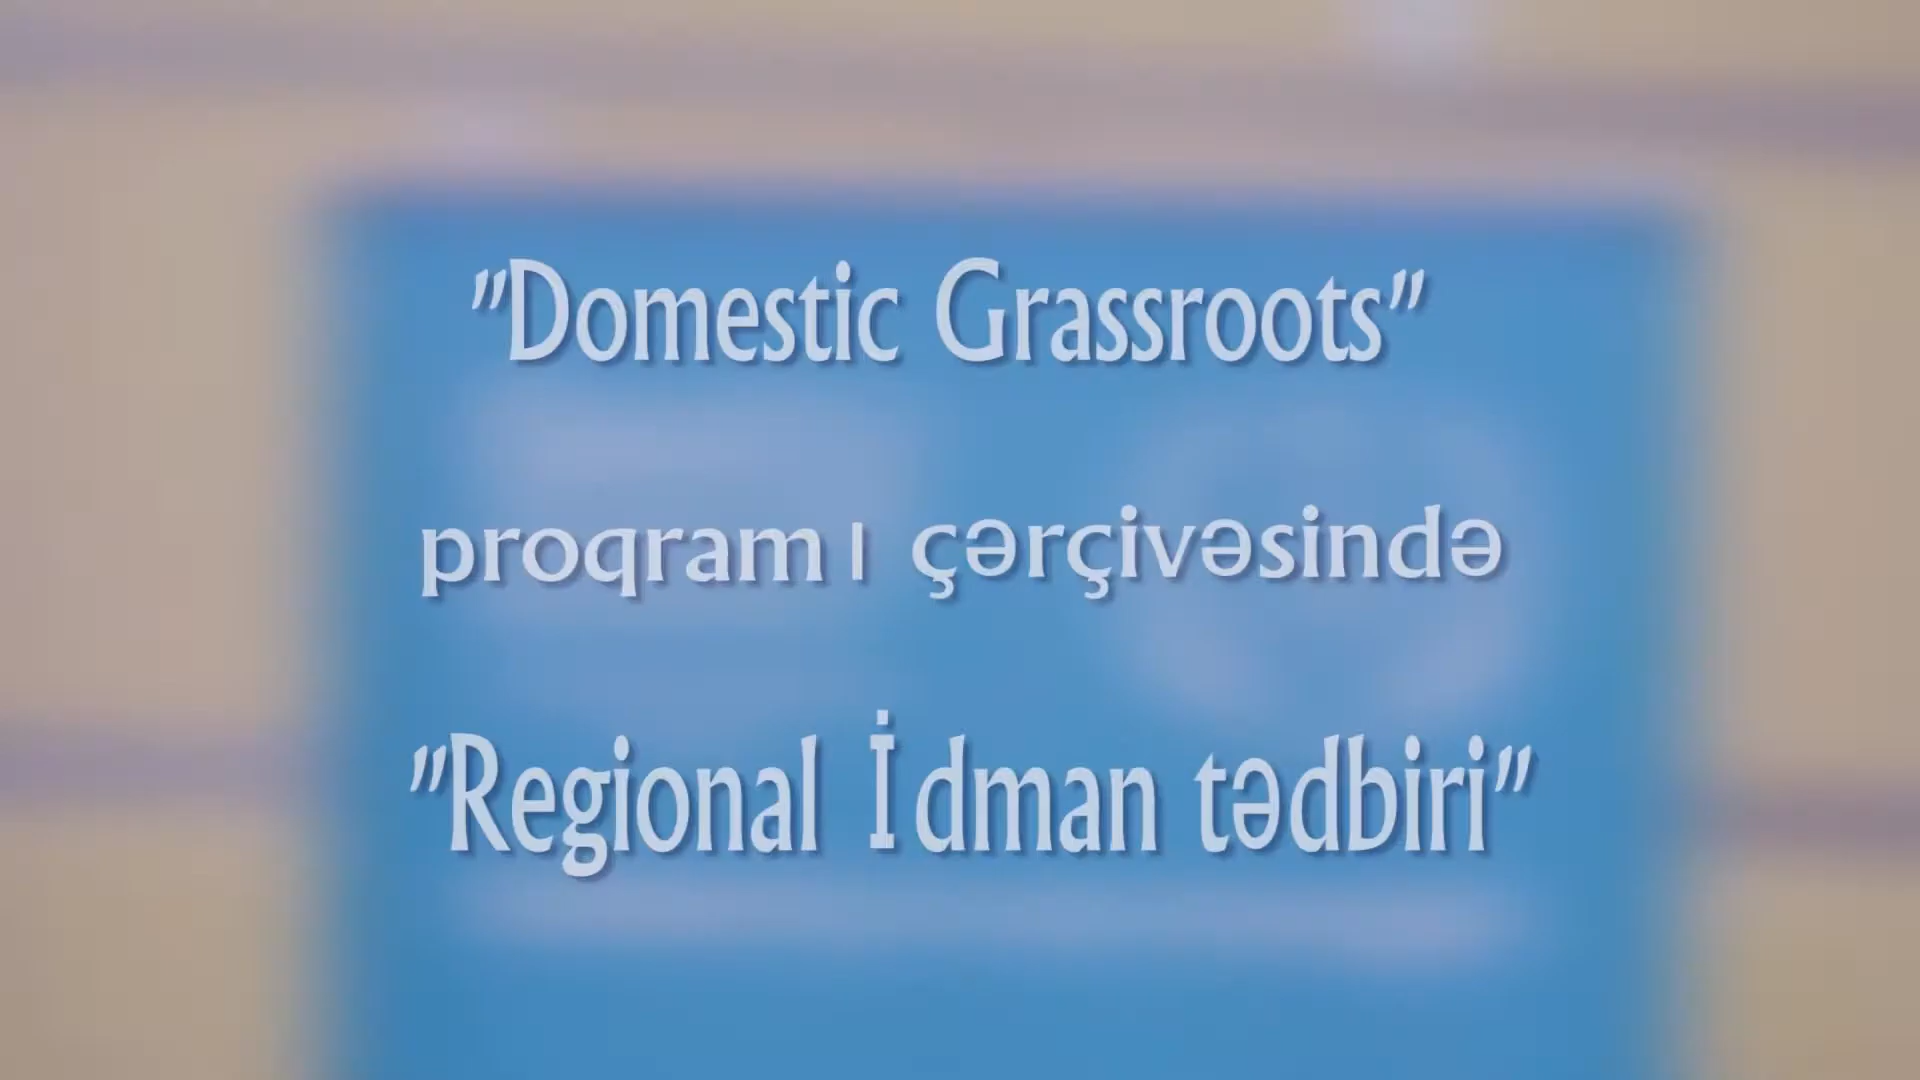 "Domestic Grassroots"
proqramı çərçivəsində
"Regional İdman tədbiri"